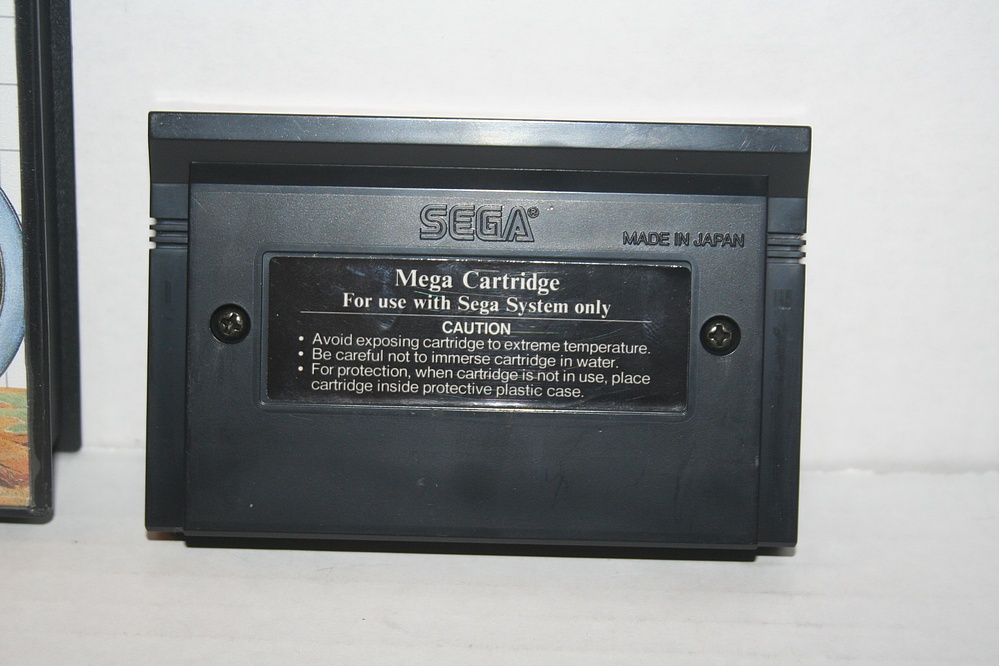 SEGA®
MADE IN JAPAN
Mega Cartridge
For use with Sega System only
CAUTION
• Avoid exposing cartridge to extreme temperature.
• Be careful not to immerse cartridge in water.
• For protection, when cartridge is not in use, place
cartridge inside protective plastic case.